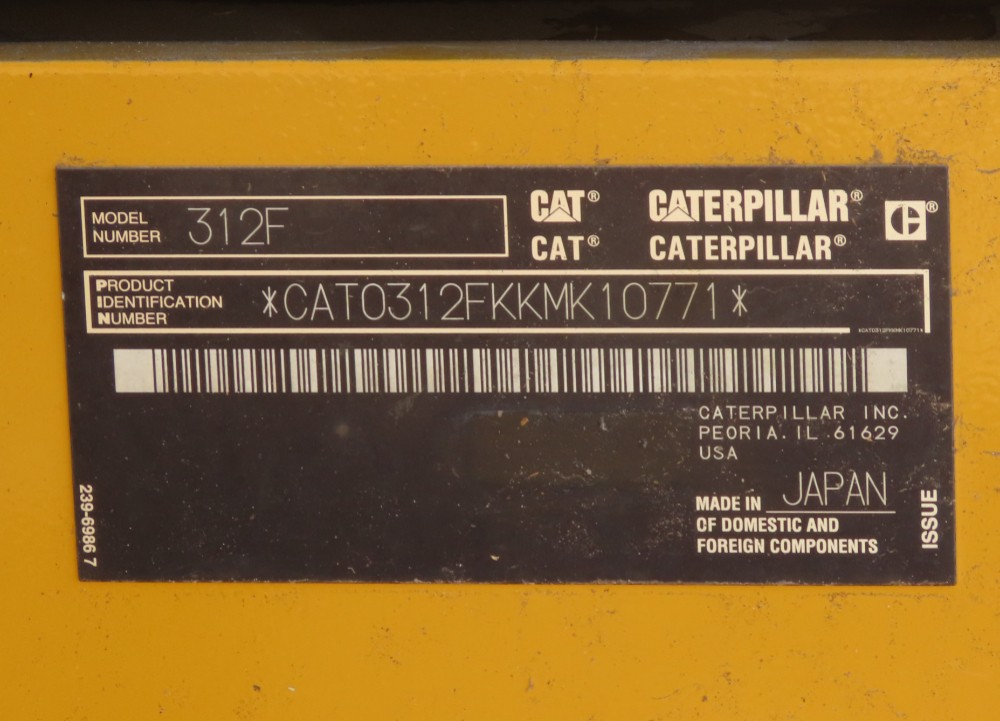 MODEL
NUMBER 312F
CAT® CATERPILLAR®
CAT® CATERPILLAR®
PRODUCT
IDENTIFICATION
NUMBER
*CAT0312FKKMK10771*
*CAT0312FKKMK10771*
CATERPILLAR INC.
PEORIA. IL 61629
USA
MADE IN JAPAN
OF DOMESTIC AND
FOREIGN COMPONENTS
ISSUE
239-6986 7